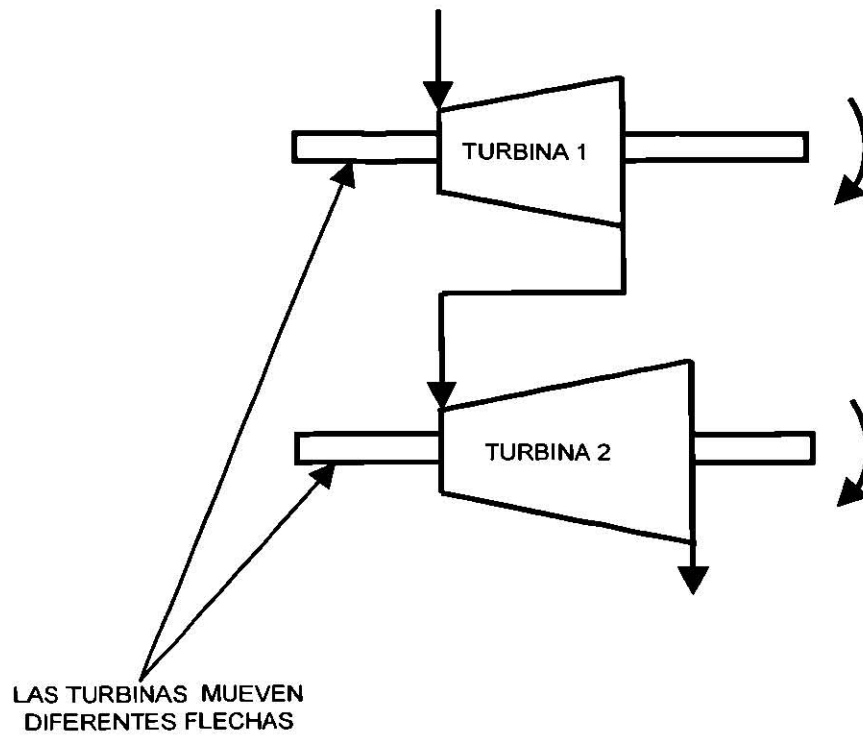 TURBINA 1
TURBINA 2
LAS TURBINAS MUEVEN
DIFERENTES FLECHAS